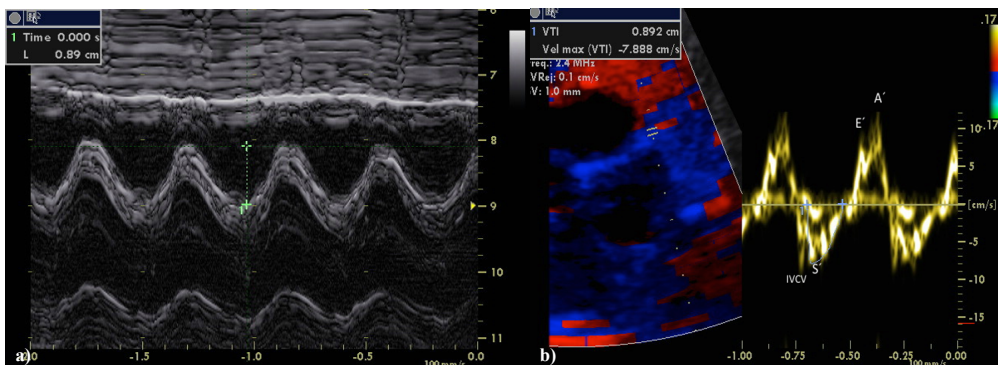 1 Time 0.000 s
L 0.89 cm
6
7
8
9
10
11
-1.0
-0.5
0.0
100 mm/s
a)
1 VTI 0.892 cm
Vel max (VTI) -7.888 cm/s
req.: 2.4 MHz
VRej: 0.1 cm/s
SV: 1.0 mm
.17
.17
10
[cm/s]
-5
-10
-15
A´
E´
S´
IVCV
1
-1.00
-0.75
-0.50
-0.25
0.00
100 mm/s
b)